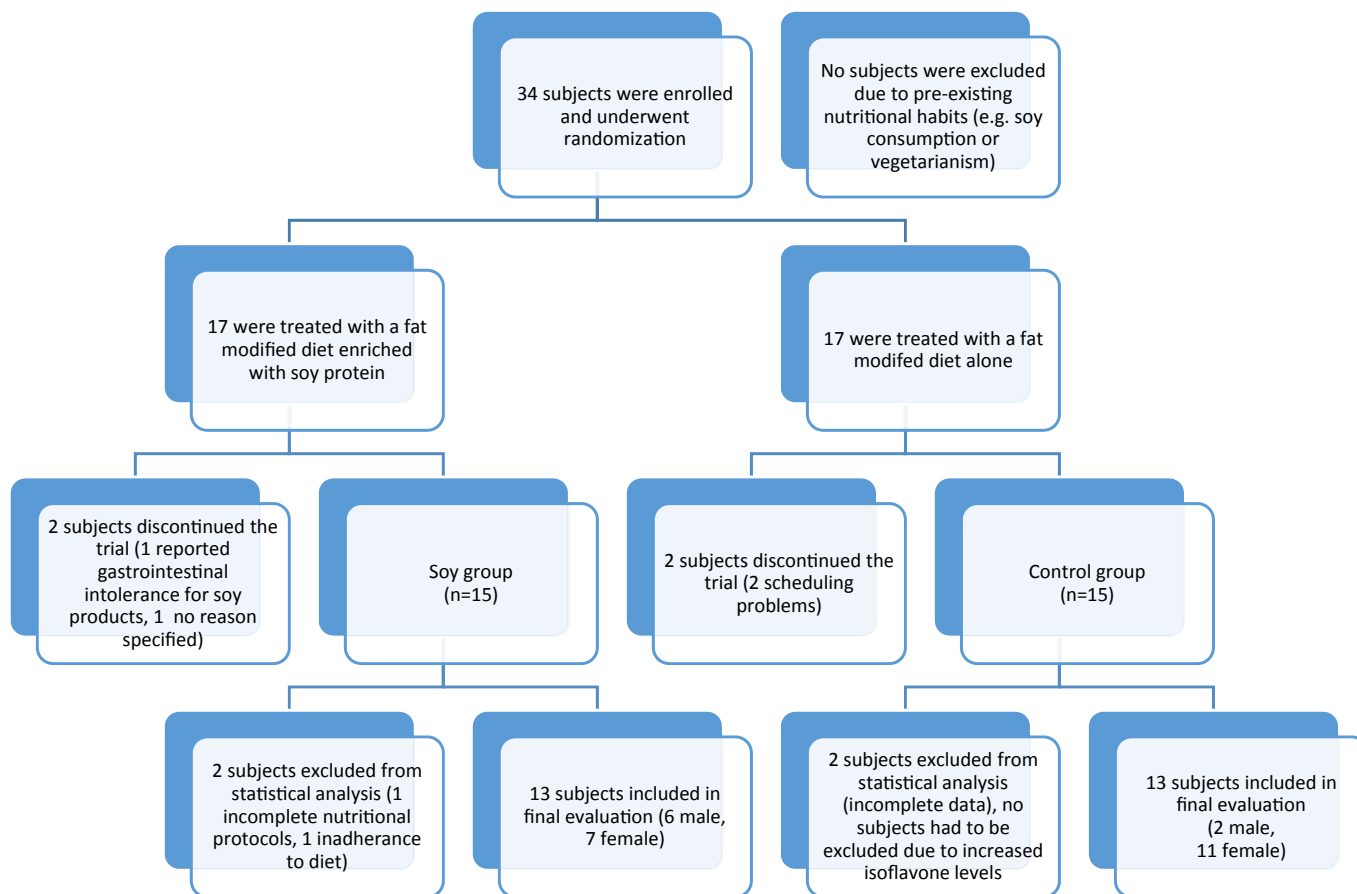 34 subjects were enrolled
and underwent
randomization
No subjects were excluded
due to pre-existing
nutritional habits (e.g. soy
consumption or
vegetarianism)
17 were treated with a fat
modified diet enriched
with soy protein
17 were treated with a fat
modifed diet alone
2 subjects discontinued the
trial (1 reported
gastrointestinal
intolerance for soy
products, 1 no reason
specified)
Soy group
(n=15)
2 subjects discontinued the
trial (2 scheduling
problems)
Control group
(n=15)
2 subjects excluded from
statistical analysis (1
incomplete nutritional
protocols, 1 inadherance
to diet)
13 subjects included in
final evaluation (6 male,
7 female)
2 subjects excluded from
statistical analysis
(incomplete data), no
subjects had to be
excluded due to increased
isoflavone levels
13 subjects included in
final evaluation
(2 male,
11 female)